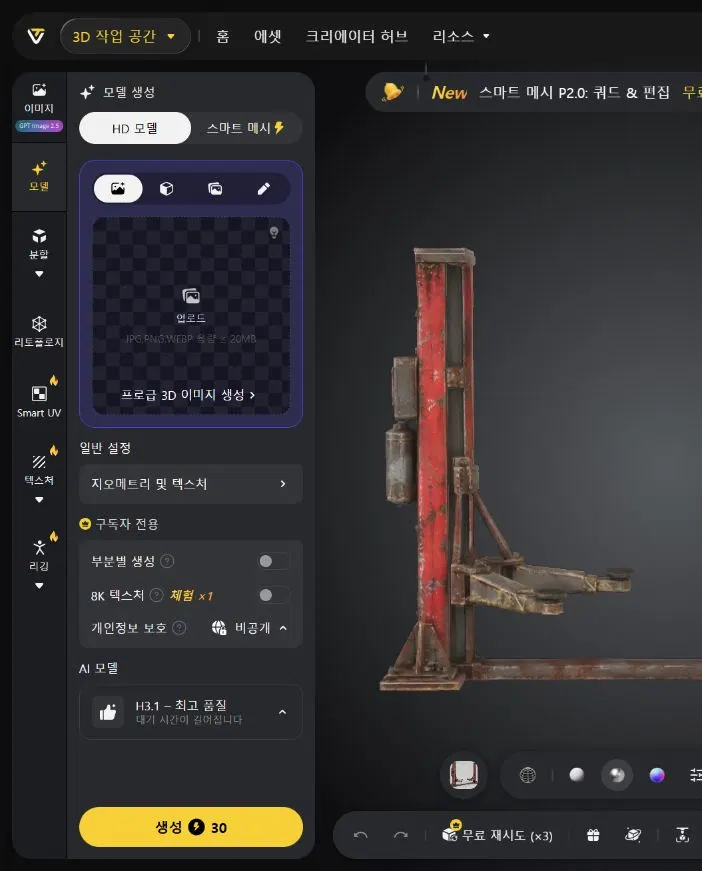 3D 작업 공간
홈
에셋
크리에이터 허브
리소스
이미지
GPT Image 2.5
모델
분할
리토폴로지
Smart UV
텍스처
리깅
모델 생성
HD 모델
스마트 메시
업로드
JPG,PNG,WEBP 용량 ≤ 20MB
프로급 3D 이미지 생성 ›
일반 설정
지오메트리 및 텍스처
구독자 전용
부분별 생성 ?
8K 텍스처 ? 체험 ×1
개인정보 보호 ? 비공개
AI 모델
H3.1 – 최고 품질
대기 시간이 길어집니다
생성 30
New 스마트 메시 P2.0: 쿼드 & 편집 무료
무료 재시도 (×3)